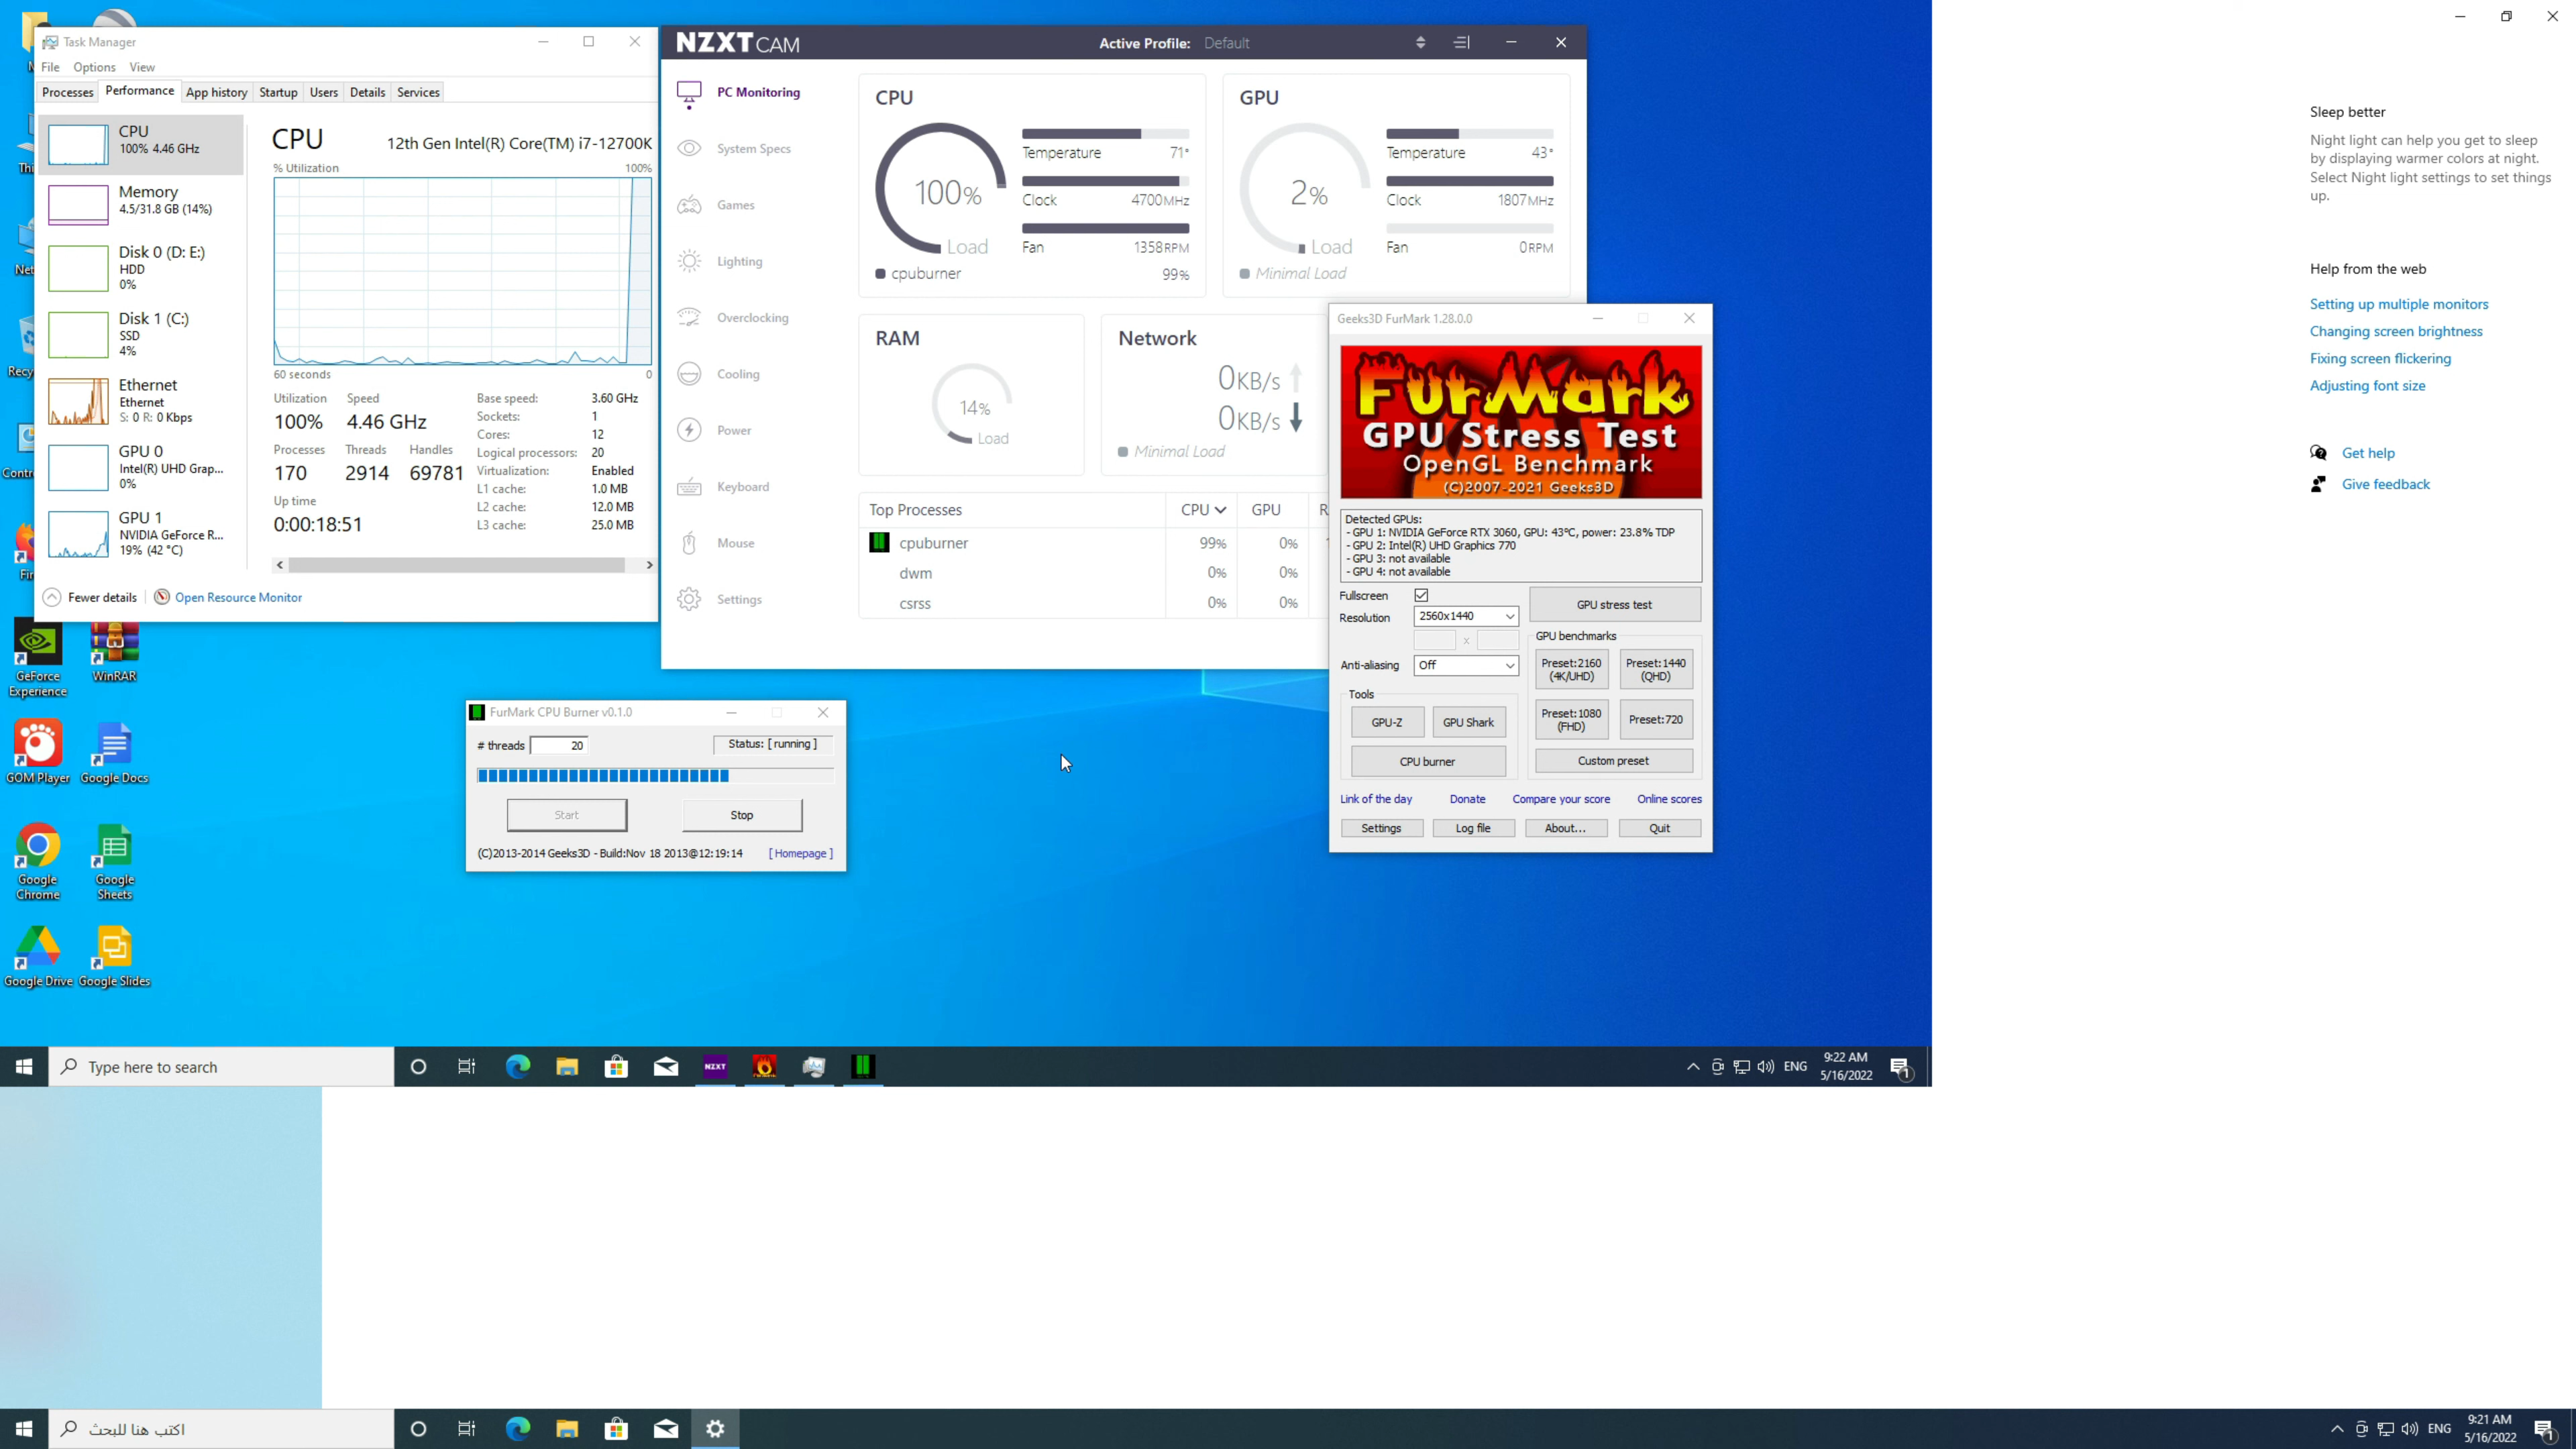 Task Manager
File Options View
Processes Performance App history Startup Users Details Services
CPU
100% 4.46 GHz
Memory
4.5/31.8 GB (14%)
Disk 0 (D: E:)
HDD
0%
Disk 1 (C:)
SSD
4%
Ethernet
Ethernet
S: 0 R: 0 Kbps
GPU 0
Intel(R) UHD Grap...
0%
GPU 1
NVIDIA GeForce R...
19% (42 °C)
CPU 12th Gen Intel(R) Core(TM) i7-12700K
% Utilization 100%
60 seconds 0
Utilization Speed
100% 4.46 GHz
Processes Threads Handles
170 2914 69781
Up time
0:00:18:51
Base speed: 3.60 GHz
Sockets: 1
Cores: 12
Logical processors: 20
Virtualization: Enabled
L1 cache: 1.0 MB
L2 cache: 12.0 MB
L3 cache: 25.0 MB
Fewer details Open Resource Monitor
NZXT CAM Active Profile: Default
PC Monitoring
System Specs
Games
Lighting
Overclocking
Cooling
Power
Keyboard
Mouse
Settings
CPU
100%
Load
Temperature 71°
Clock 4700MHz
Fan 1358RPM
cpuburner 99%
GPU
2%
Load
Temperature 43°
Clock 1807MHz
Fan 0RPM
Minimal Load
RAM
14%
Load
Network
0KB/s
0KB/s
Minimal Load
Top Processes CPU GPU R
cpuburner 99% 0%
dwm 0% 0%
csrss 0% 0%
Geeks3D FurMark 1.28.0.0
FurMark
GPU Stress Test
OpenGL Benchmark
(C)2007-2021 Geeks3D
Detected GPUs:
- GPU 1: NVIDIA GeForce RTX 3060, GPU: 43°C, power: 23.8% TDP
- GPU 2: Intel(R) UHD Graphics 770
- GPU 3: not available
- GPU 4: not available
Fullscreen
Resolution 2560x1440
x
Anti-aliasing Off
GPU stress test
GPU benchmarks
Preset:2160
(4K/UHD)
Preset:1440
(QHD)
Preset:1080
(FHD)
Preset:720
Custom preset
Tools
GPU-Z GPU Shark
CPU burner
Link of the day Donate Compare your score Online scores
Settings Log file About... Quit
FurMark CPU Burner v0.1.0
# threads 20 Status: [ running ]
Start Stop
(C)2013-2014 Geeks3D - Build:Nov 18 2013@12:19:14 [ Homepage ]
GeForce
Experience
WinRAR
GOM Player Google Docs
Google
Chrome
Google
Sheets
Google Drive Google Slides
Type here to search
NZXT
ENG
9:22 AM
5/16/2022
1
Sleep better
Night light can help you get to sleep
by displaying warmer colors at night.
Select Night light settings to set things
up.
Help from the web
Setting up multiple monitors
Changing screen brightness
Fixing screen flickering
Adjusting font size
Get help
Give feedback
اكتب هنا للبحث
ENG
9:21 AM
5/16/2022
1